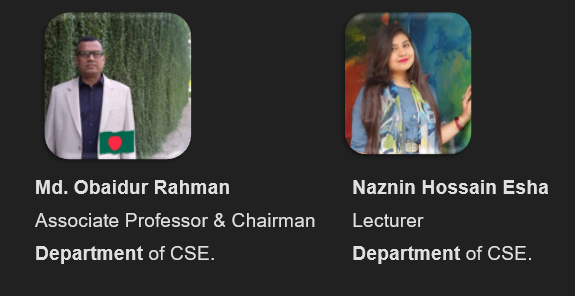 Md. Obaidur Rahman
Associate Professor & Chairman
Department of CSE.
Naznin Hossain Esha
Lecturer
Department of CSE.